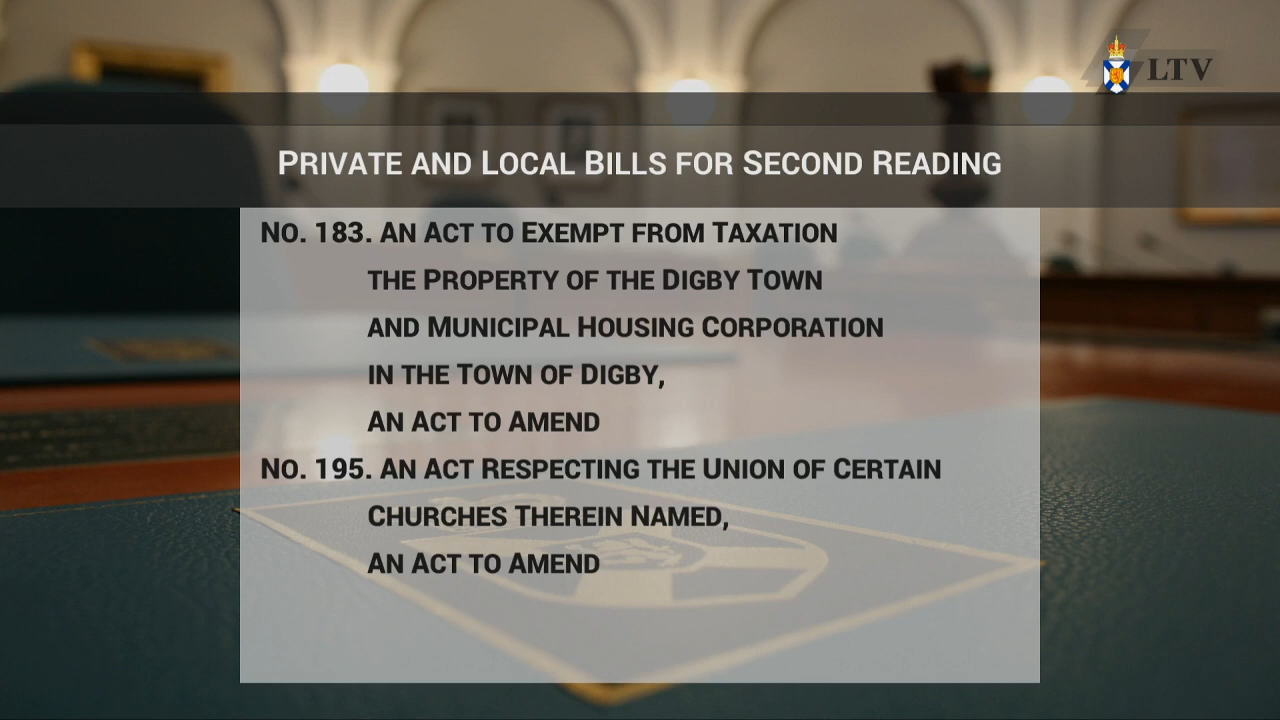 LTV
PRIVATE AND LOCAL BILLS FOR SECOND READING
NO. 183. AN ACT TO EXEMPT FROM TAXATION
THE PROPERTY OF THE DIGBY TOWN
AND MUNICIPAL HOUSING CORPORATION
IN THE TOWN OF DIGBY,
AN ACT TO AMEND
NO. 195. AN ACT RESPECTING THE UNION OF CERTAIN
CHURCHES THEREIN NAMED,
AN ACT TO AMEND